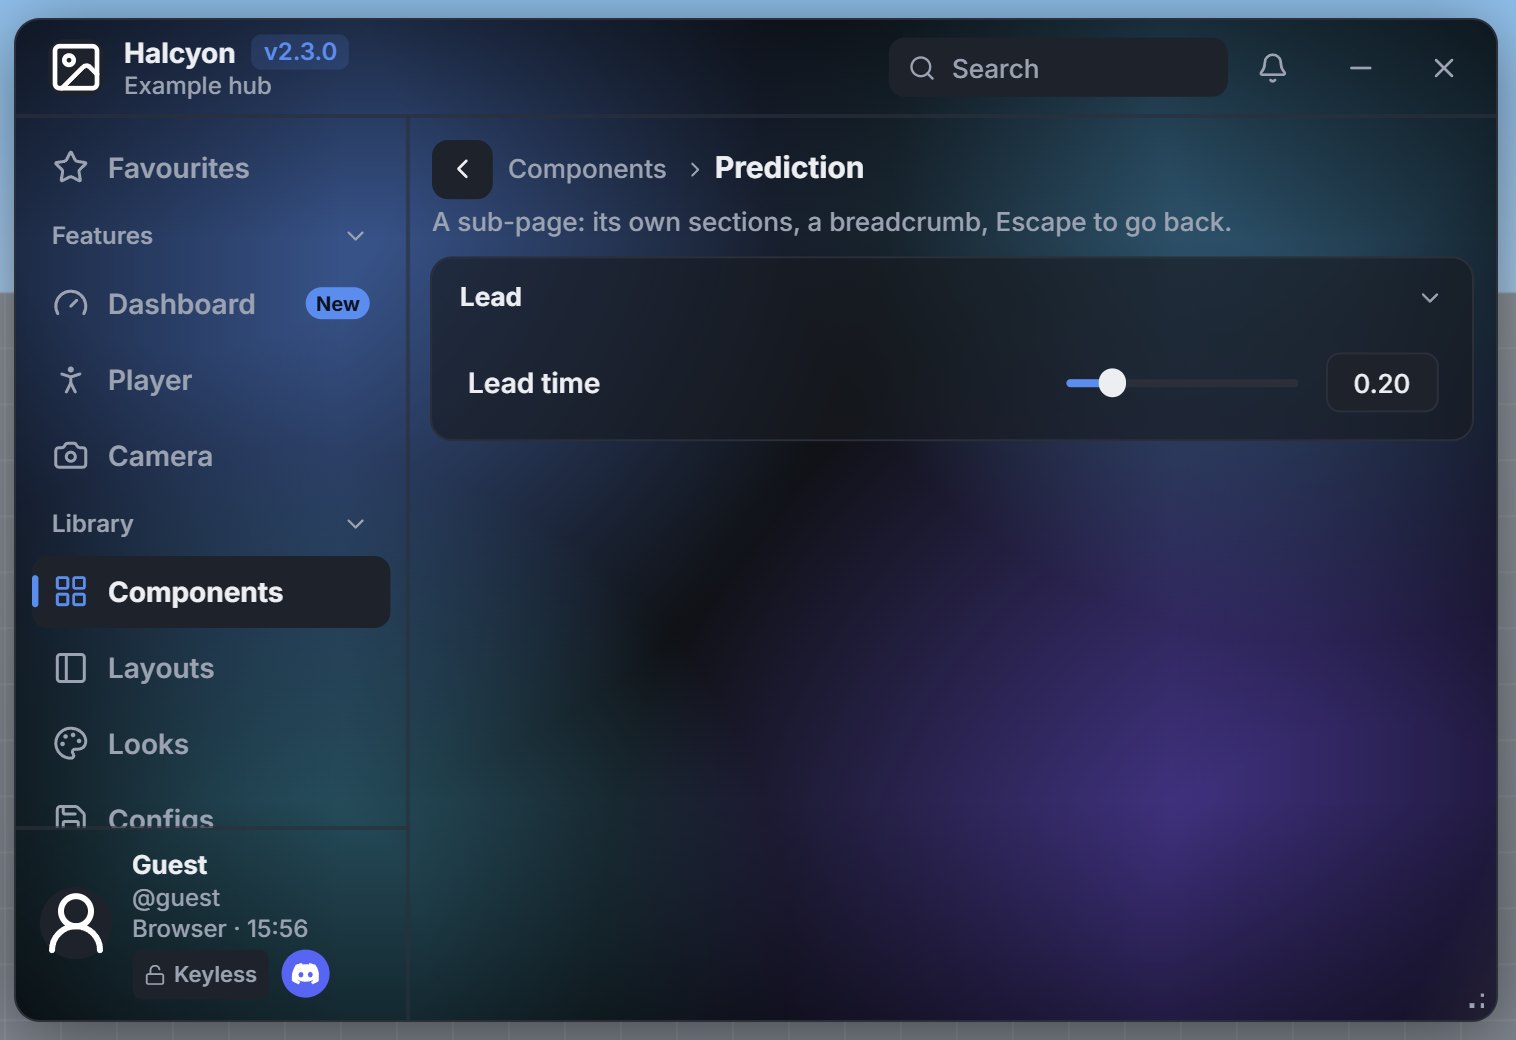 Halcyon v2.3.0
Example hub
Search
Favourites
Features
Dashboard New
Player
Camera
Library
Components
Layouts
Looks
Configs
Guest
@guest
Browser · 15:56
Keyless
Components › Prediction
A sub-page: its own sections, a breadcrumb, Escape to go back.
Lead
Lead time 0.20